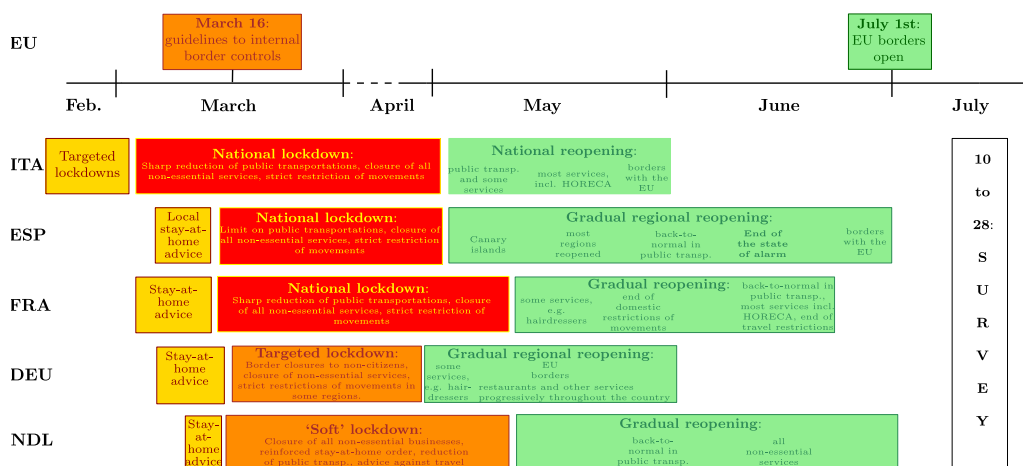 EU
March 16:
guidelines to internal
border controls
July 1st:
EU borders
open
Feb.
March
April
May
June
July
ITA
Targeted
lockdowns
National lockdown:
Sharp reduction of public transportations, closure of all
non-essential services, strict restriction of movements
National reopening:
public transp.
and some
services
most services,
incl. HORECA
borders
with the
EU
ESP
Local
stay-at-
home
advice
National lockdown:
Limit on public transportations, closure of
all non-essential services, strict restriction
of movements
Gradual regional reopening:
Canary
islands
most
regions
reopened
back-to-
normal in
public transp.
End of
the state
of alarm
borders
with the
EU
FRA
Stay-at-
home
advice
National lockdown:
Sharp reduction of public transportations, closure
of all non-essential services, strict restriction of
movements
Gradual reopening:
some services,
e.g.
hairdressers
end of
domestic
restrictions of
movements
back-to-normal in
public transp.,
most services incl.
HORECA, end of
travel restrictions
DEU
Stay-at-
home
advice
Targeted lockdown:
Border closures to non-citizens,
closure of non-essential services,
strict restrictions of movements in
some regions.
Gradual regional reopening:
some
services,
e.g. hair-
dressers
EU
borders
restaurants and other services
progressively throughout the country
NDL
Stay-
at-
home
advice
‘Soft’ lockdown:
Closure of all non-essential businesses,
reinforced stay-at-home order, reduction
of public transp., advice against travel
Gradual reopening:
back-to-
normal in
public transp.
all
non-essential
services
10
to
28:
S
U
R
V
E
Y